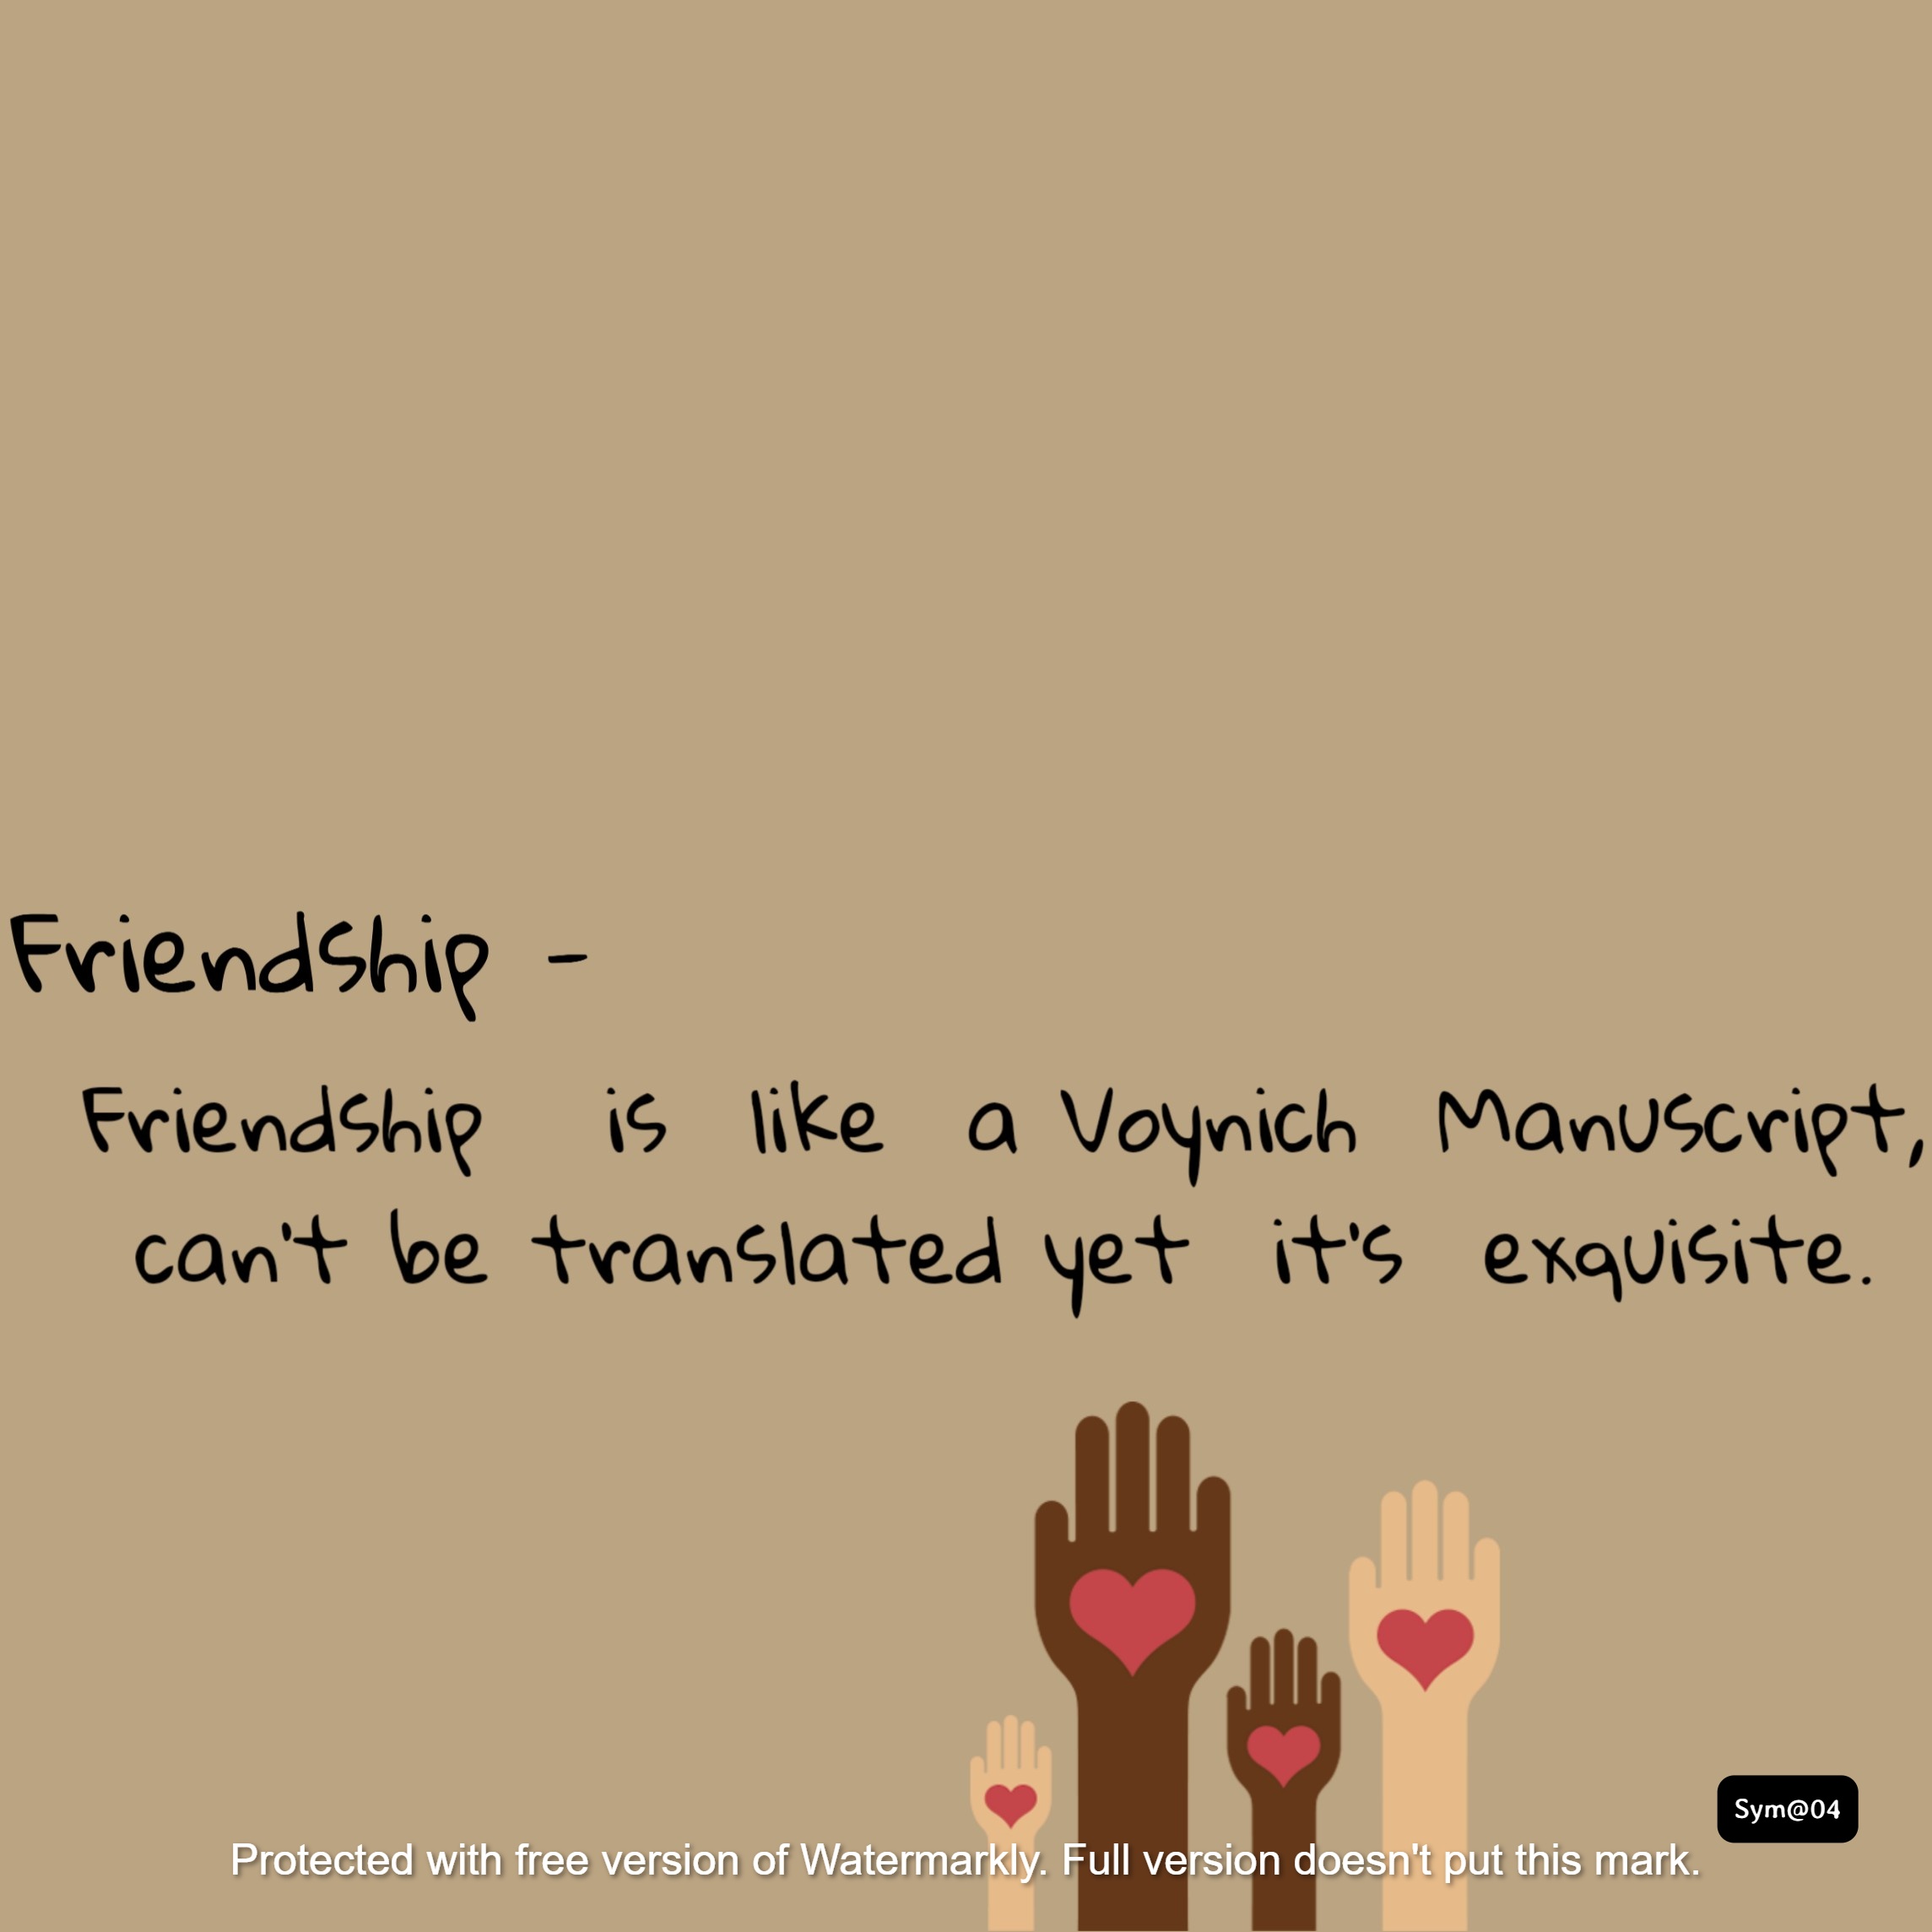 Friendship -
Friendship is like a Voynich Manuscript,
can't be translated yet it's exquisite.
Sym@04
Protected with free version of Watermarkly. Full version doesn't put this mark.